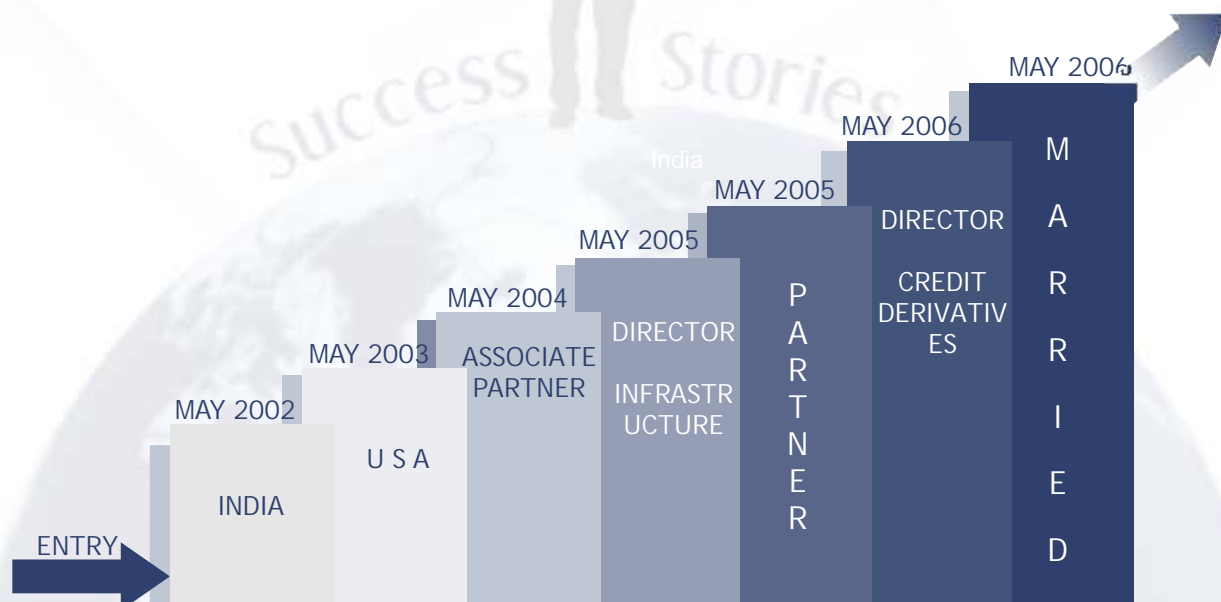 Success Stories
India
ENTRY
MAY 2002
INDIA
MAY 2003
U S A
MAY 2004
ASSOCIATE
PARTNER
MAY 2005
DIRECTOR
INFRASTR
UCTURE
MAY 2005
P
A
R
T
N
E
R
MAY 2006
DIRECTOR
CREDIT
DERIVATIV
ES
MAY 2006
M
A
R
R
I
E
D